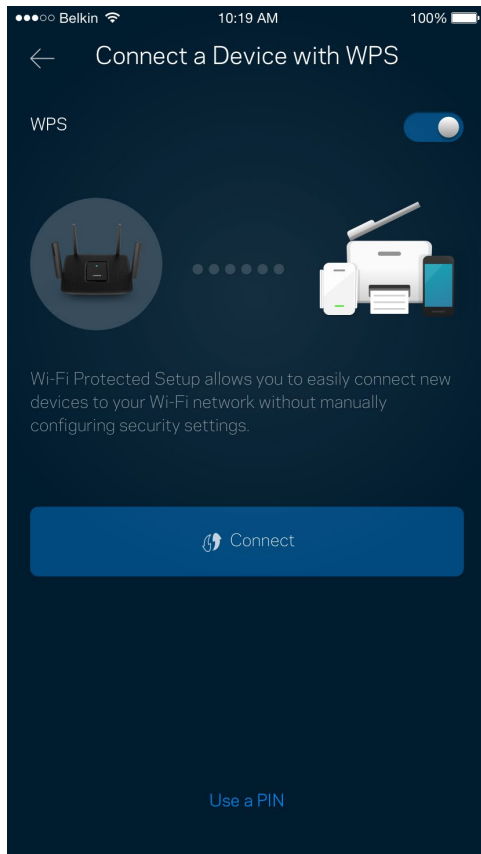 Belkin 10:19 AM 100%
Connect a Device with WPS
WPS
Wi-Fi Protected Setup allows you to easily connect new
devices to your Wi-Fi network without manually
configuring security settings.
Connect
Use a PIN